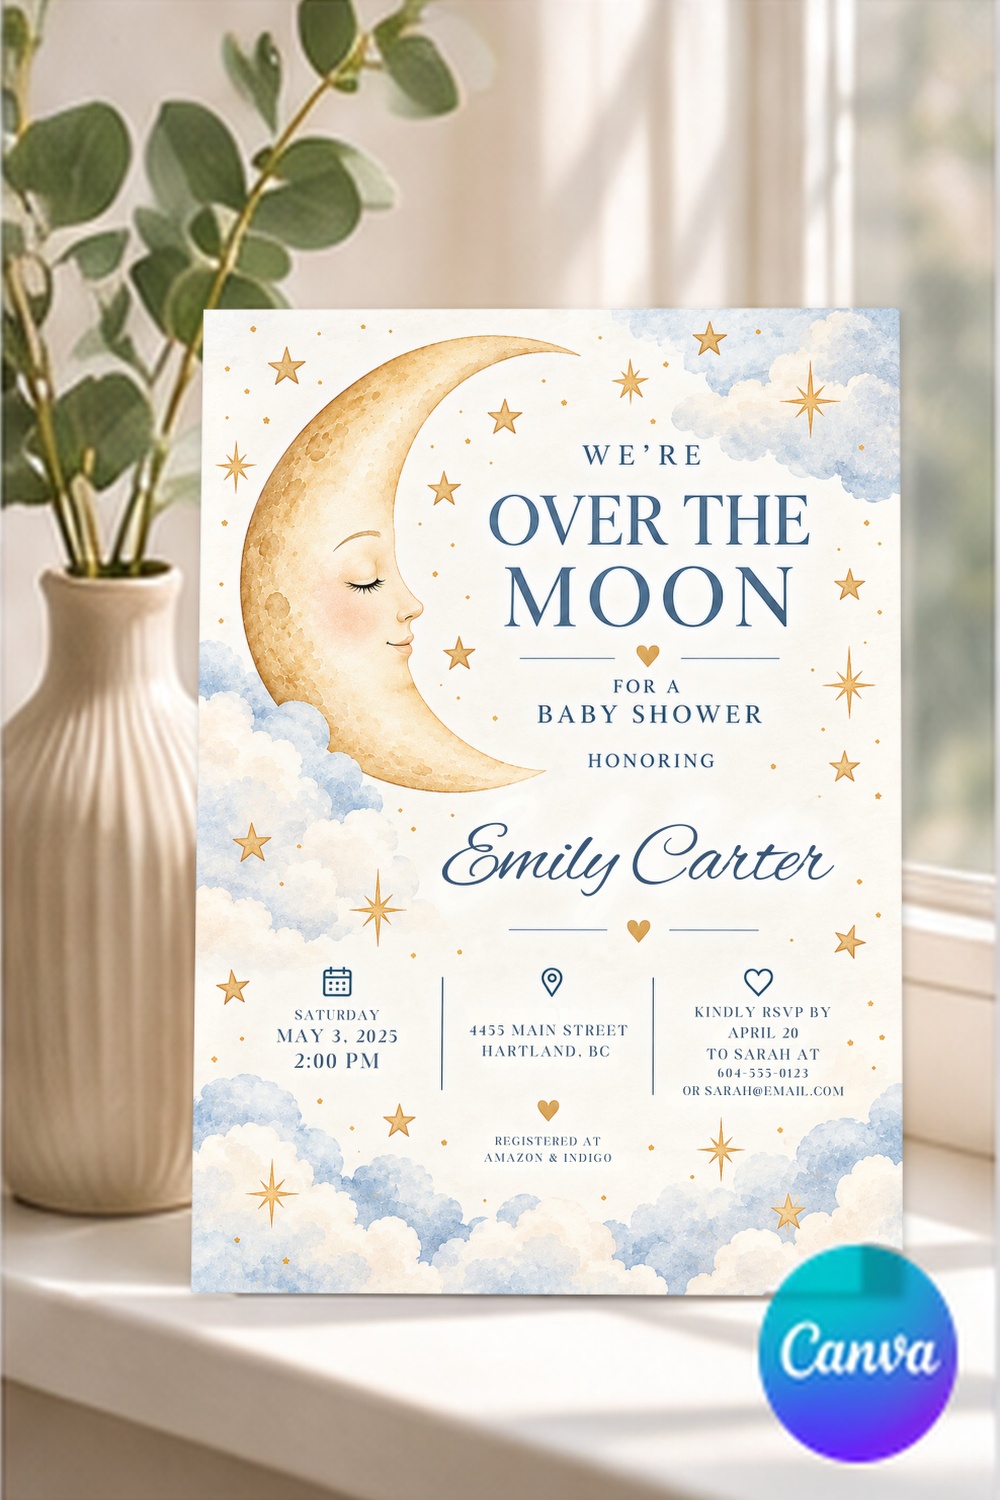 WE'RE
OVER THE
MOON
FOR A
BABY SHOWER
HONORING
Emily Carter
SATURDAY
MAY 3, 2025
2:00 PM
4455 MAIN STREET
HARTLAND, BC
KINDLY RSVP BY
APRIL 20
TO SARAH AT
604-555-0123
OR SARAH@EMAIL.COM
REGISTERED AT
AMAZON & INDIGO
Canva